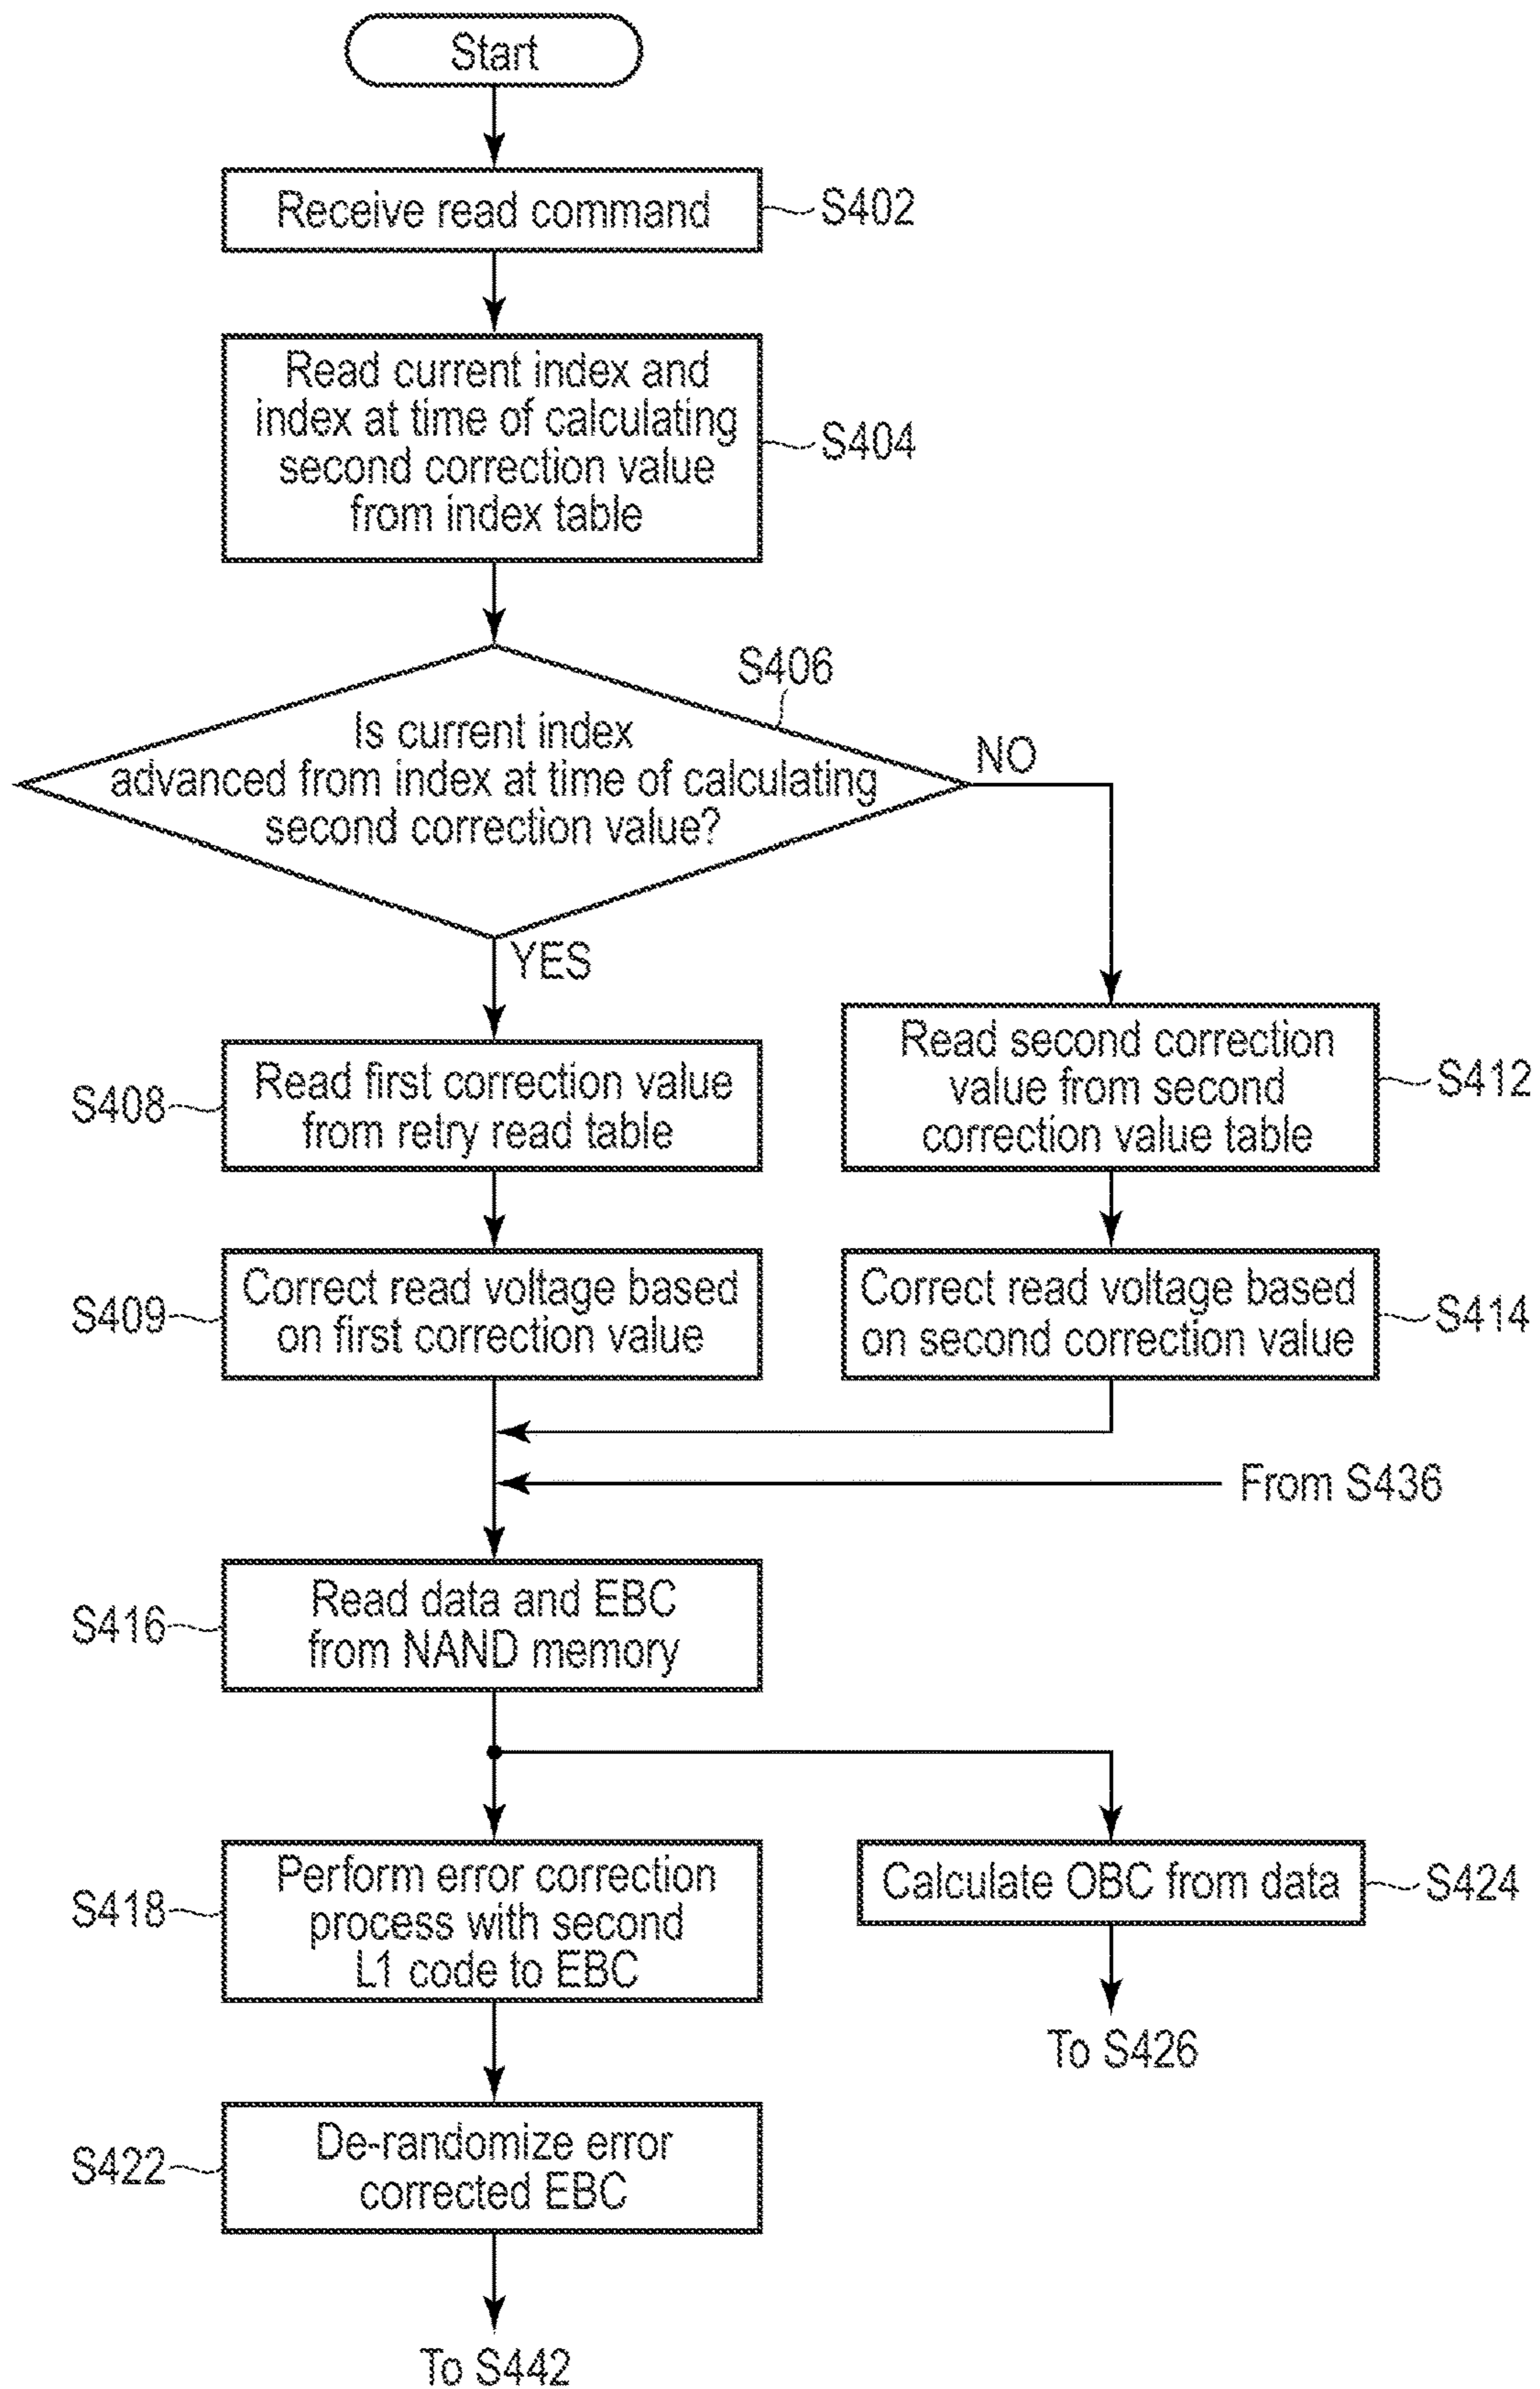 Start
Receive read command
S402
Read current index and
index at time of calculating
second correction value
from index table
S404
S406
Is current index
advanced from index at time of calculating
second correction value?
NO
YES
S408
Read first correction value
from retry read table
Read second correction
value from second
correction value table
S412
S409
Correct read voltage based
on first correction value
Correct read voltage based
on second correction value
S414
From S436
S416
Read data and EBC
from NAND memory
S418
Perform error correction
process with second
L1 code to EBC
Calculate OBC from data
S424
To S426
S422
De-randomize error
corrected EBC
To S442